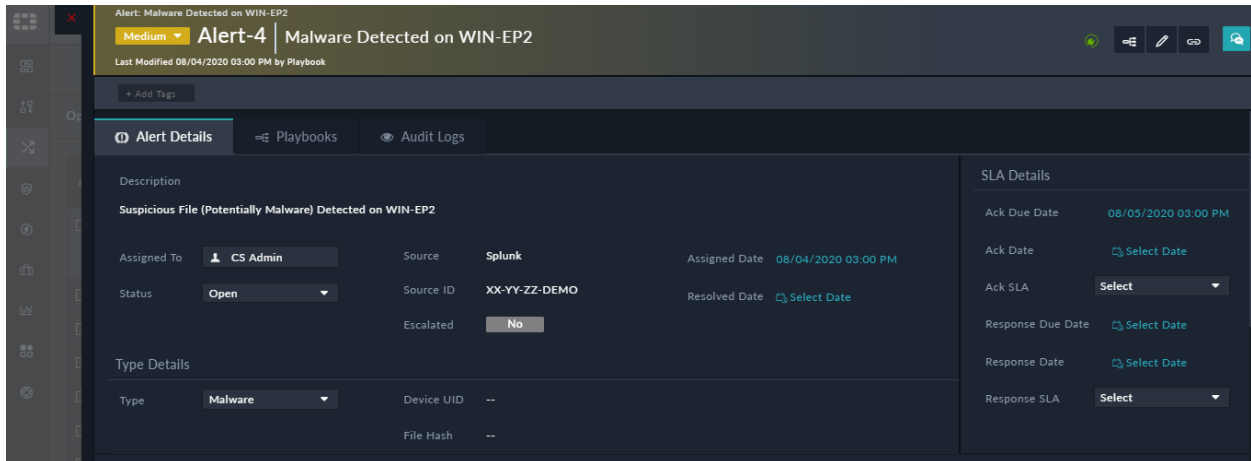 Alert: Malware Detected on WIN-EP2
Medium Alert-4 Malware Detected on WIN-EP2
Last Modified 08/04/2020 03:00 PM by Playbook
+ Add Tags
Alert Details Playbooks Audit Logs
Description
Suspicious File (Potentially Malware) Detected on WIN-EP2
Assigned To CS Admin
Status Open
Source Splunk
Source ID XX-YY-ZZ-DEMO
Escalated No
Assigned Date 08/04/2020 03:00 PM
Resolved Date Select Date
Type Details
Type Malware
Device UID --
File Hash --
SLA Details
Ack Due Date 08/05/2020 03:00 PM
Ack Date Select Date
Ack SLA Select
Response Due Date Select Date
Response Date Select Date
Response SLA Select